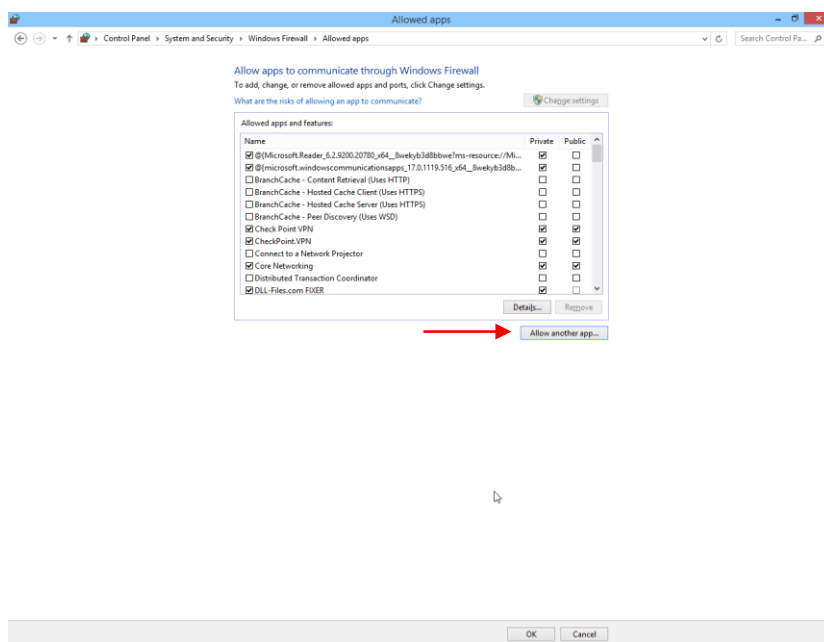 Allowed apps
Control Panel System and Security Windows Firewall Allowed apps
Search Control Pa...
Allow apps to communicate through Windows Firewall
To add, change, or remove allowed apps and ports, click Change settings.
What are the risks of allowing an app to communicate?
Change settings
Allowed apps and features:
Name Private Public
@{Microsoft.Reader_6.2.9200.20780_x64__8wekyb3d8bbwe?ms-resource://Mi...
@{microsoft.windowscommunicationsapps_17.0.1119.516_x64__8wekyb3d8b...
BranchCache - Content Retrieval (Uses HTTP)
BranchCache - Hosted Cache Client (Uses HTTPS)
BranchCache - Hosted Cache Server (Uses HTTPS)
BranchCache - Peer Discovery (Uses WSD)
Check Point VPN
CheckPoint.VPN
Connect to a Network Projector
Core Networking
Distributed Transaction Coordinator
DLL-Files.com FIXER
Details... Remove
Allow another app...
OK Cancel